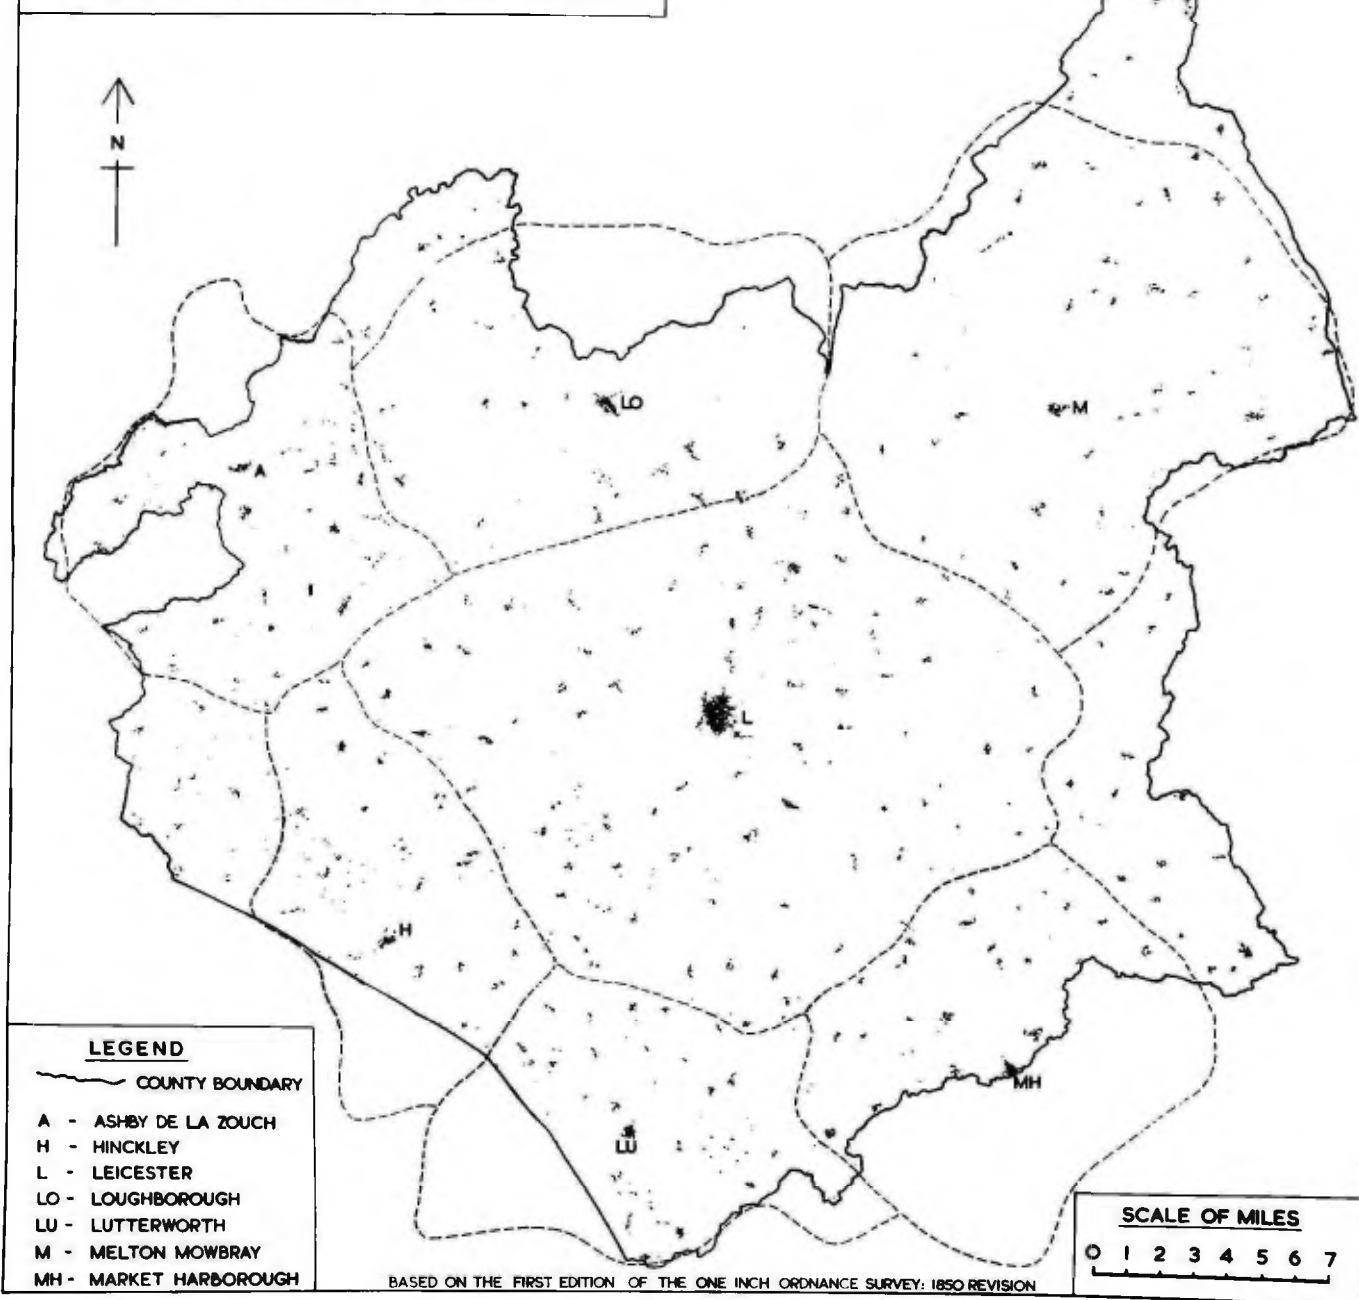 N
LO
M
A
L
H
MH
LU
LEGEND
COUNTY BOUNDARY
A - ASHBY DE LA ZOUCH
H - HINCKLEY
L - LEICESTER
LO - LOUGHBOROUGH
LU - LUTTERWORTH
M - MELTON MOWBRAY
MH - MARKET HARBOROUGH
SCALE OF MILES
0 1 2 3 4 5 6 7
BASED ON THE FIRST EDITION OF THE ONE INCH ORDNANCE SURVEY: 1850 REVISION